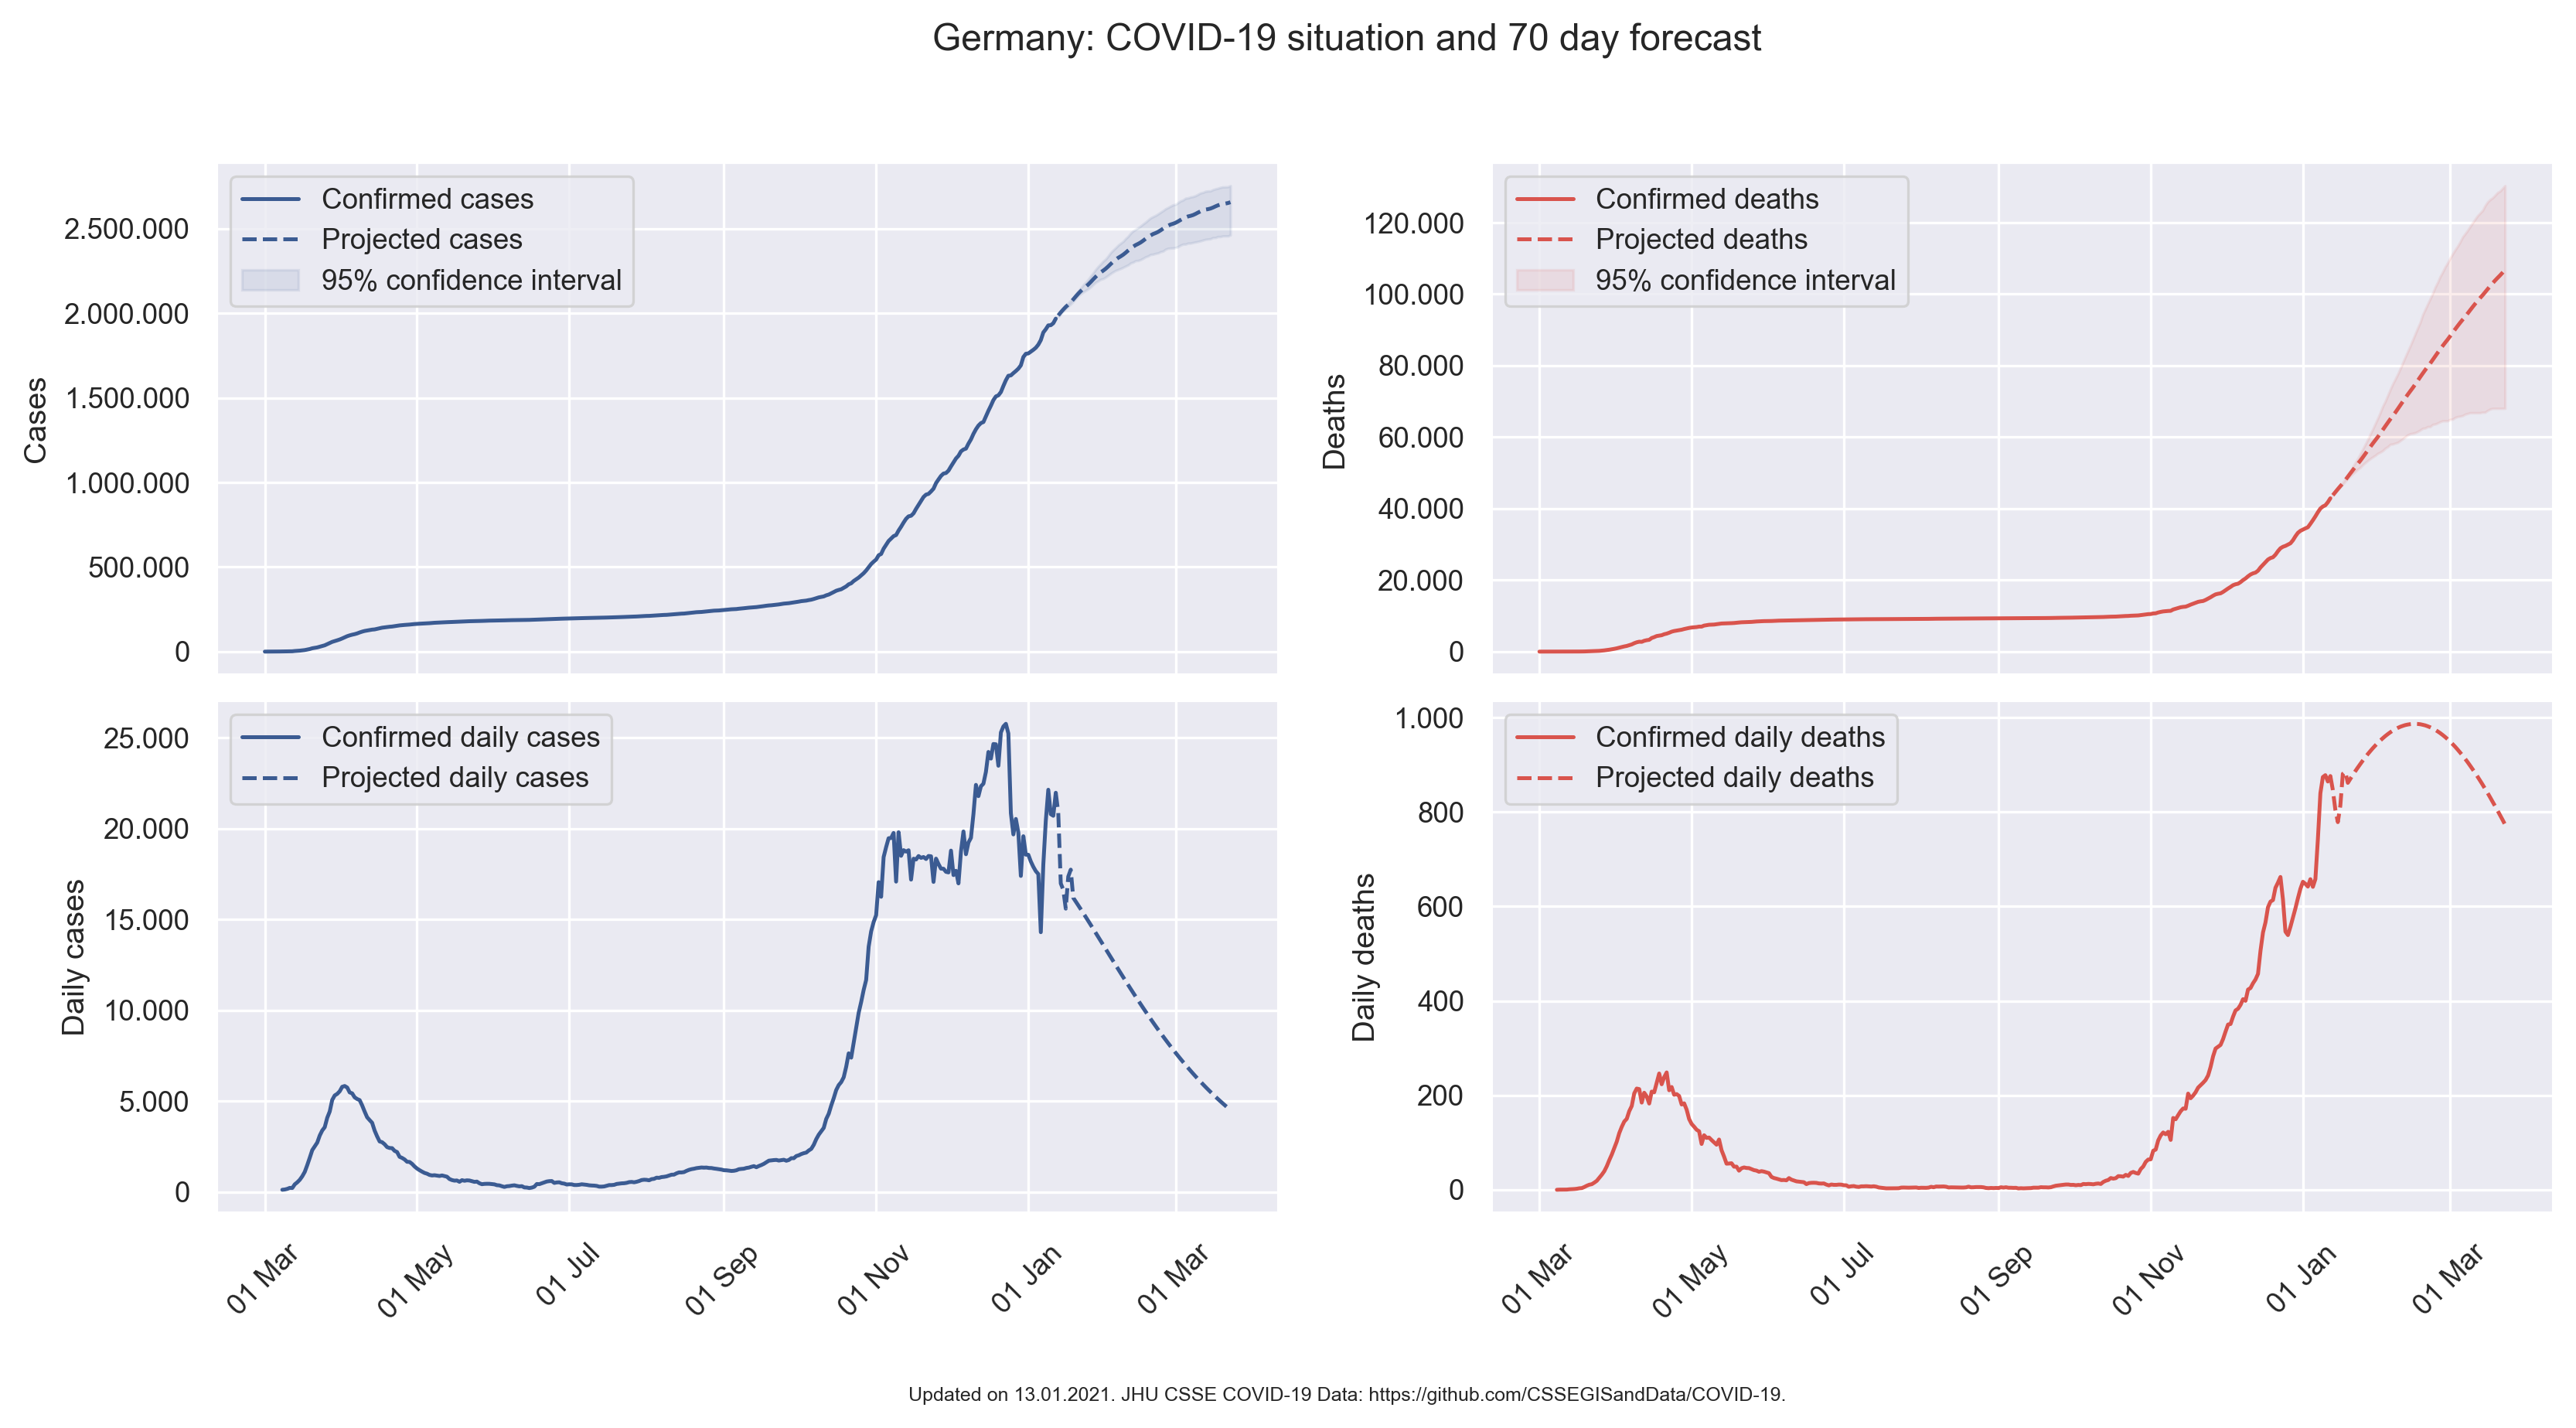 Germany: COVID-19 situation and 70 day forecast
Confirmed cases
Projected cases
95% confidence interval
2.500.000
2.000.000
1.500.000
1.000.000
500.000
0
Cases
Confirmed deaths
Projected deaths
95% confidence interval
120.000
100.000
80.000
60.000
40.000
20.000
0
Deaths
Confirmed daily cases
Projected daily cases
25.000
20.000
15.000
10.000
5.000
0
Daily cases
01 Mar
01 May
01 Jul
01 Sep
01 Nov
01 Jan
01 Mar
Confirmed daily deaths
Projected daily deaths
1.000
800
600
400
200
0
Daily deaths
01 Mar
01 May
01 Jul
01 Sep
01 Nov
01 Jan
01 Mar
Updated on 13.01.2021. JHU CSSE COVID-19 Data: https://github.com/CSSEGISandData/COVID-19.